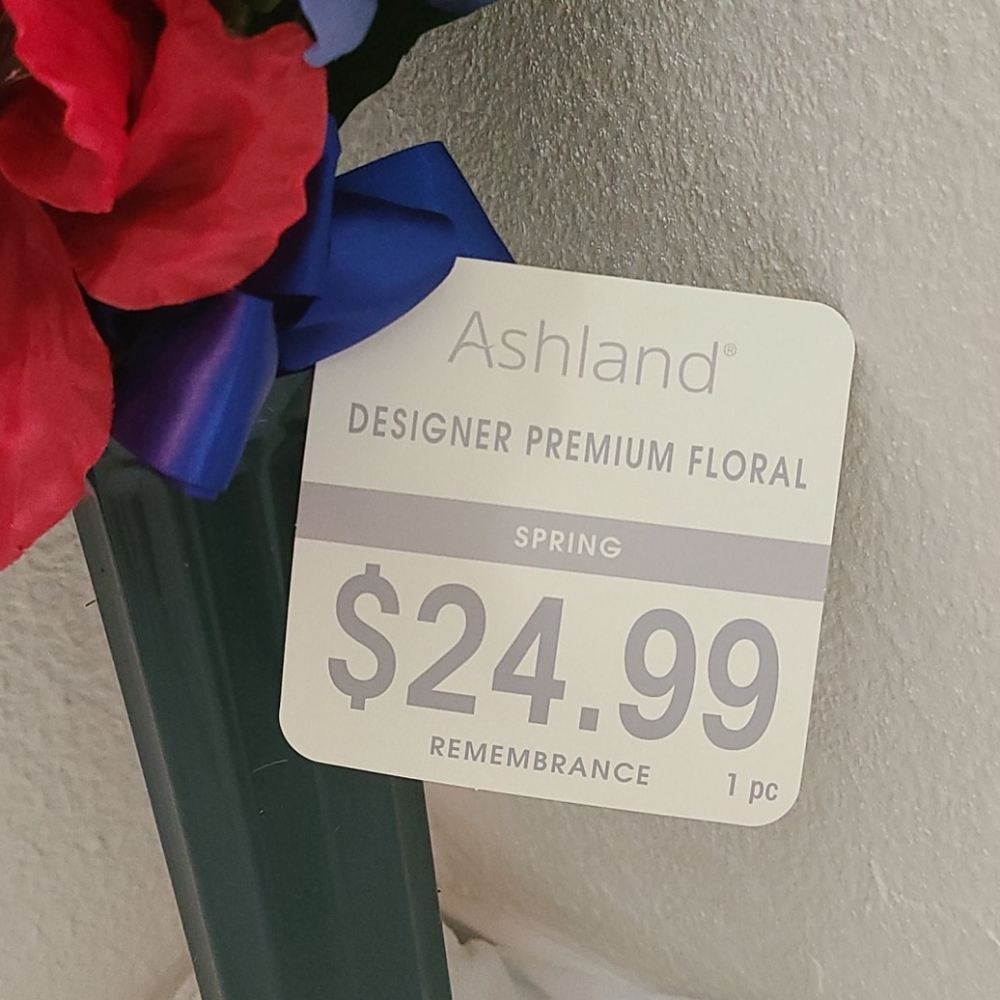 Ashland®
DESIGNER PREMIUM FLORAL
SPRING
$24.99
REMEMBRANCE
1 pc